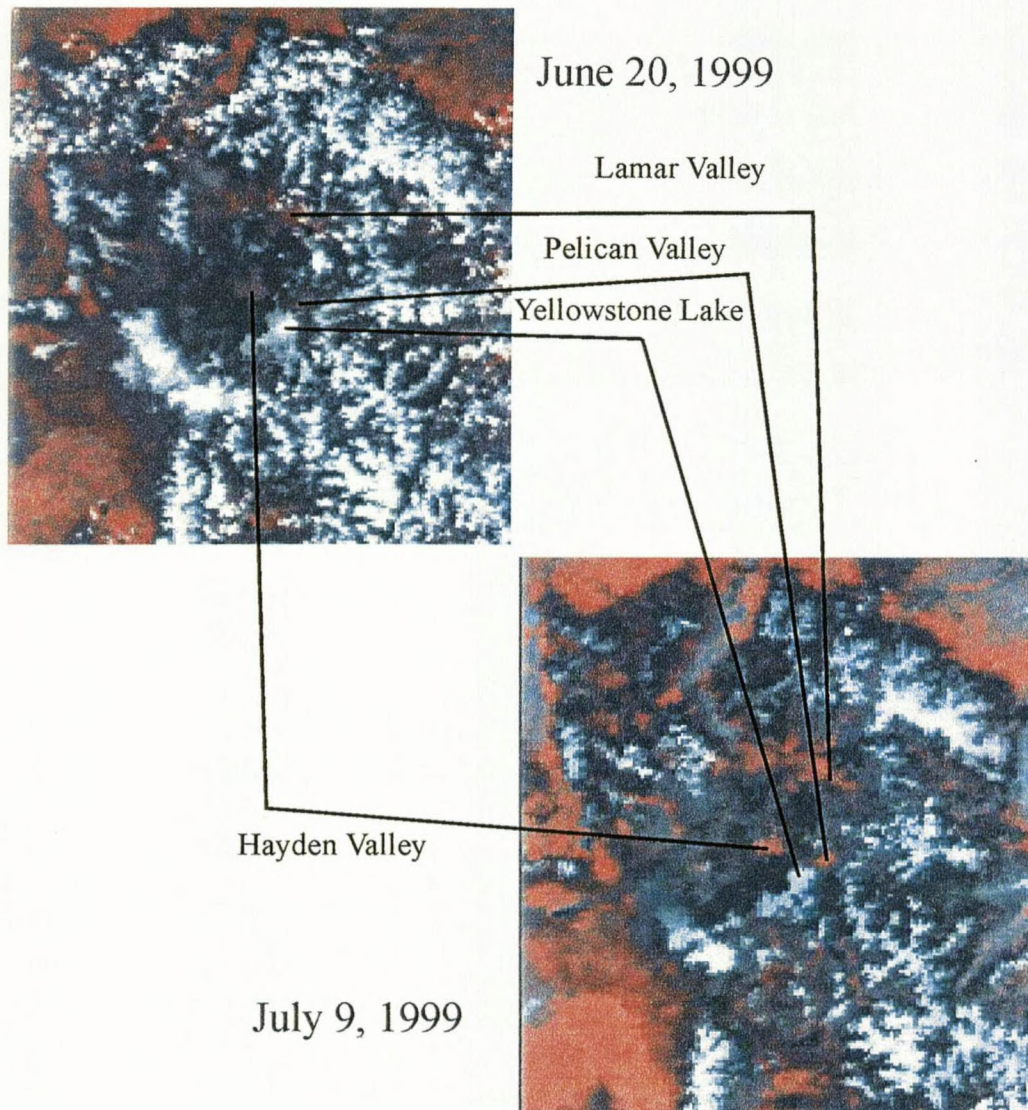 June 20, 1999
Lamar Valley
Pelican Valley
Yellowstone Lake
Hayden Valley
July 9, 1999